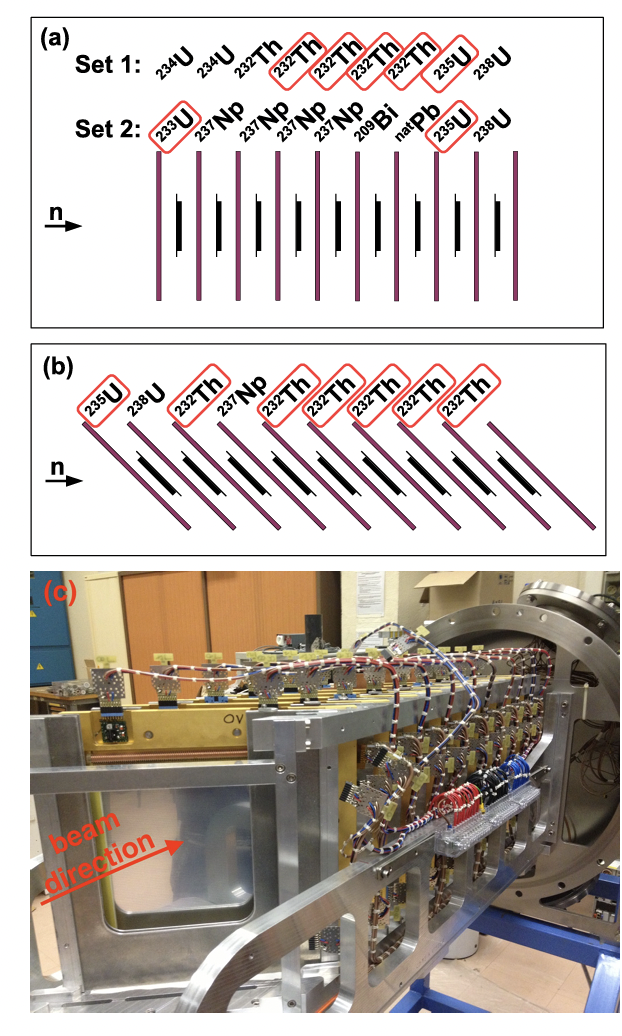 (a)
Set 1: ²³⁴U ²³⁴U ²³²Th ²³²Th ²³²Th ²³²Th ²³²Th ²³⁵U ²³⁸U
Set 2: ²³³U ²³⁷Np ²³⁷Np ²³⁷Np ²³⁷Np ²⁰⁹Bi ⁿᵃᵗPb ²³⁵U ²³⁸U
n
(b)
²³⁵U ²³⁸U ²³²Th ²³⁷Np ²³²Th ²³²Th ²³²Th ²³²Th ²³²Th
n
(c)
OV
beam
direction